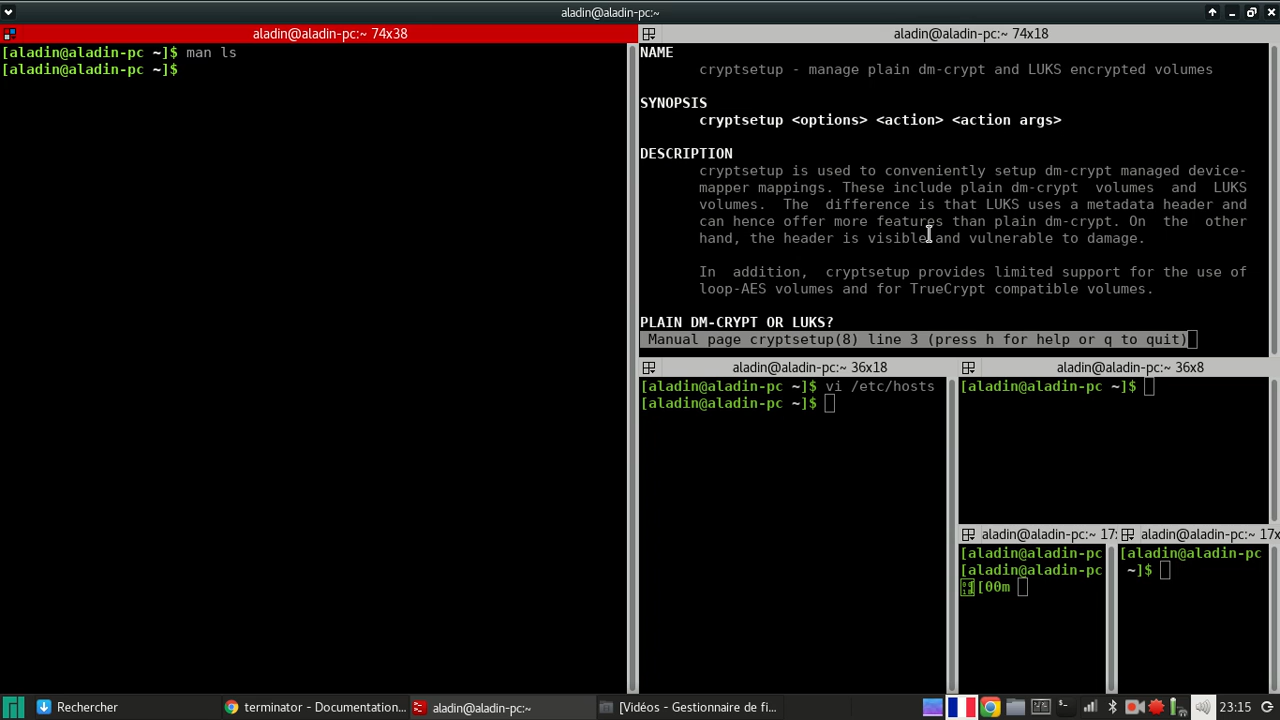 aladin@aladin-pc:~
aladin@aladin-pc:~ 74x38
[aladin@aladin-pc ~]$ man ls
[aladin@aladin-pc ~]$
aladin@aladin-pc:~ 74x18
NAME
cryptsetup - manage plain dm-crypt and LUKS encrypted volumes
SYNOPSIS
cryptsetup <options> <action> <action args>
DESCRIPTION
cryptsetup is used to conveniently setup dm-crypt managed device-
mapper mappings. These include plain dm-crypt  volumes  and  LUKS
volumes.  The  difference is that LUKS uses a metadata header and
can hence offer more features than plain dm-crypt. On  the  other
hand, the header is visible and vulnerable to damage.
In  addition,  cryptsetup provides limited support for the use of
loop-AES volumes and for TrueCrypt compatible volumes.
PLAIN DM-CRYPT OR LUKS?
Manual page cryptsetup(8) line 3 (press h for help or q to quit)
aladin@aladin-pc:~ 36x18
[aladin@aladin-pc ~]$ vi /etc/hosts
[aladin@aladin-pc ~]$
aladin@aladin-pc:~ 36x8
[aladin@aladin-pc ~]$
aladin@aladin-pc:~ 17:
[aladin@aladin-pc
[aladin@aladin-pc
[00m
aladin@aladin-pc:~ 17x
[aladin@aladin-pc
~]$
Rechercher
terminator - Documentation...
aladin@aladin-pc:~
[Vidéos - Gestionnaire de fi...
23:15